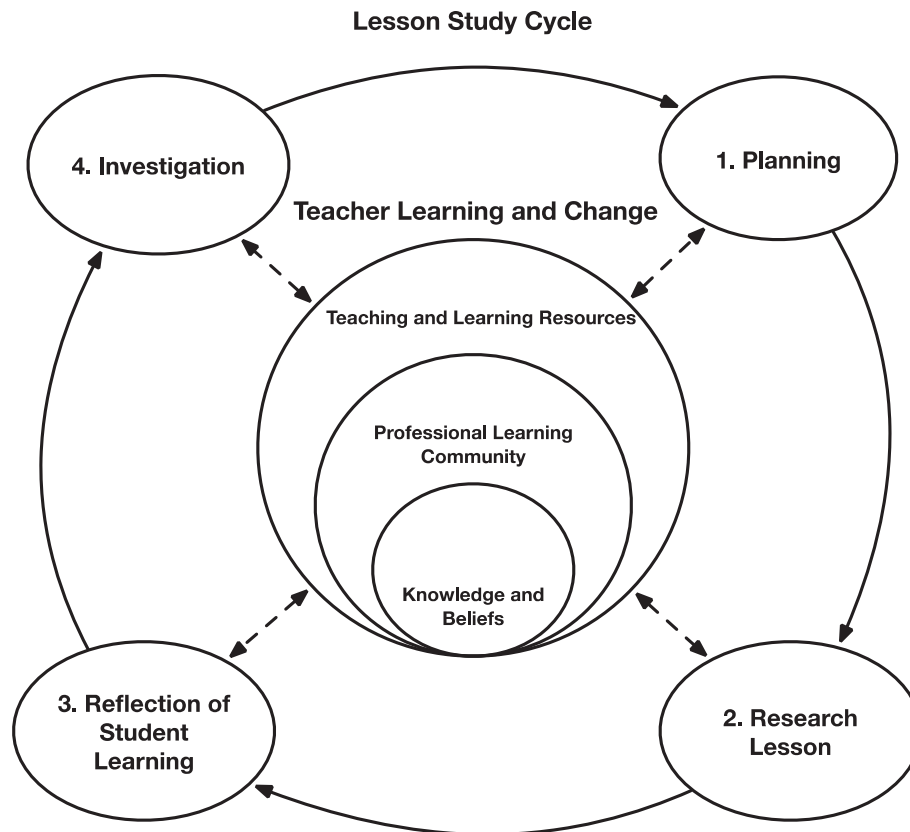 Lesson Study Cycle
4. Investigation
1. Planning
Teacher Learning and Change
Teaching and Learning Resources
Professional Learning
Community
Knowledge and
Beliefs
3. Reflection of
Student
Learning
2. Research
Lesson